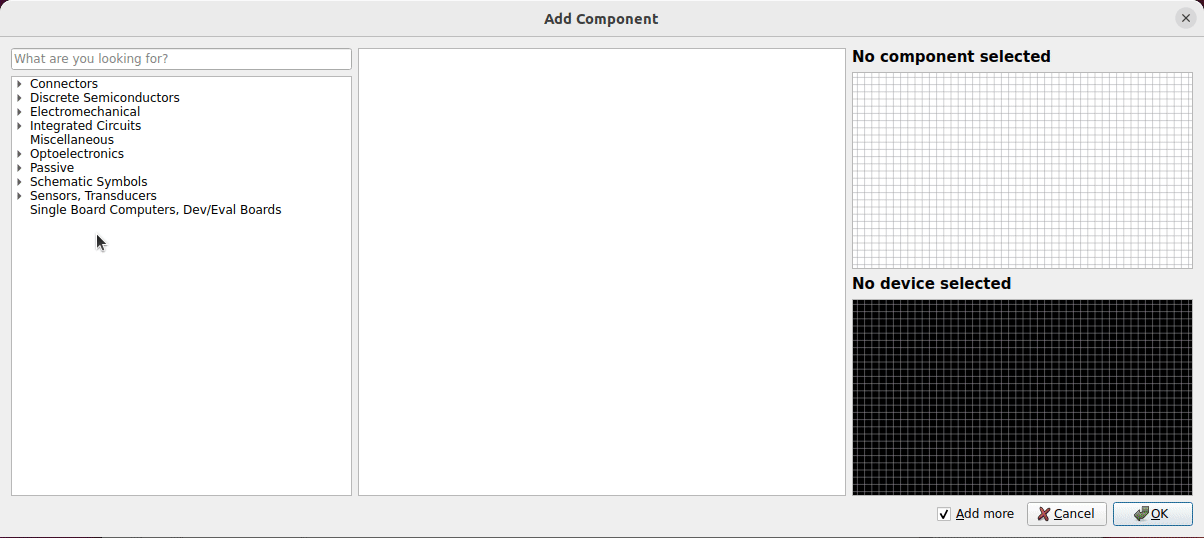 Add Component
What are you looking for?
Connectors
Discrete Semiconductors
Electromechanical
Integrated Circuits
Miscellaneous
Optoelectronics
Passive
Schematic Symbols
Sensors, Transducers
Single Board Computers, Dev/Eval Boards
No component selected
No device selected
Add more
Cancel
OK